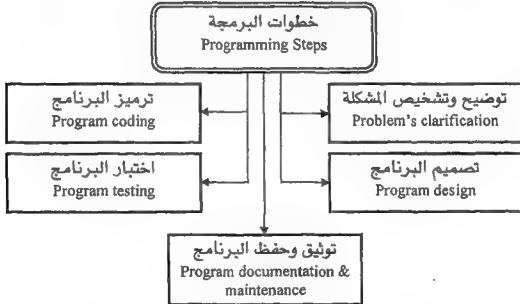 خطوات البرمجة
Programming Steps
توضيح وتشخيص المشكلة
Problem's clarification
ترميز البرنامج
Program coding
تصميم البرنامج
Program design
اختبار البرنامج
Program testing
توثيق وحفظ البرنامج
Program documentation &
maintenance